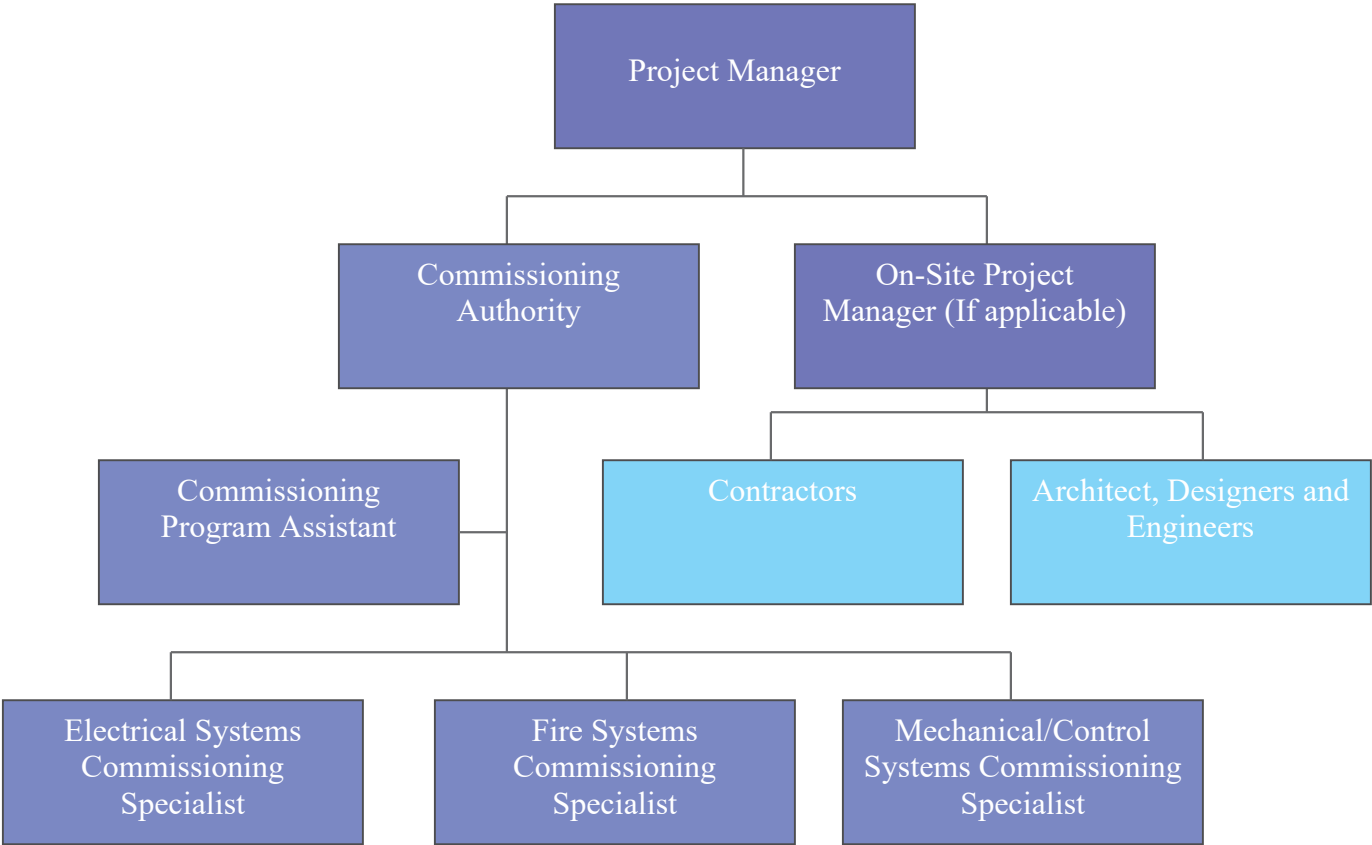 Project Manager
Commissioning
Authority
On-Site Project
Manager (If applicable)
Commissioning
Program Assistant
Contractors
Architect, Designers and
Engineers
Electrical Systems
Commissioning
Specialist
Fire Systems
Commissioning
Specialist
Mechanical/Control
Systems Commissioning
Specialist